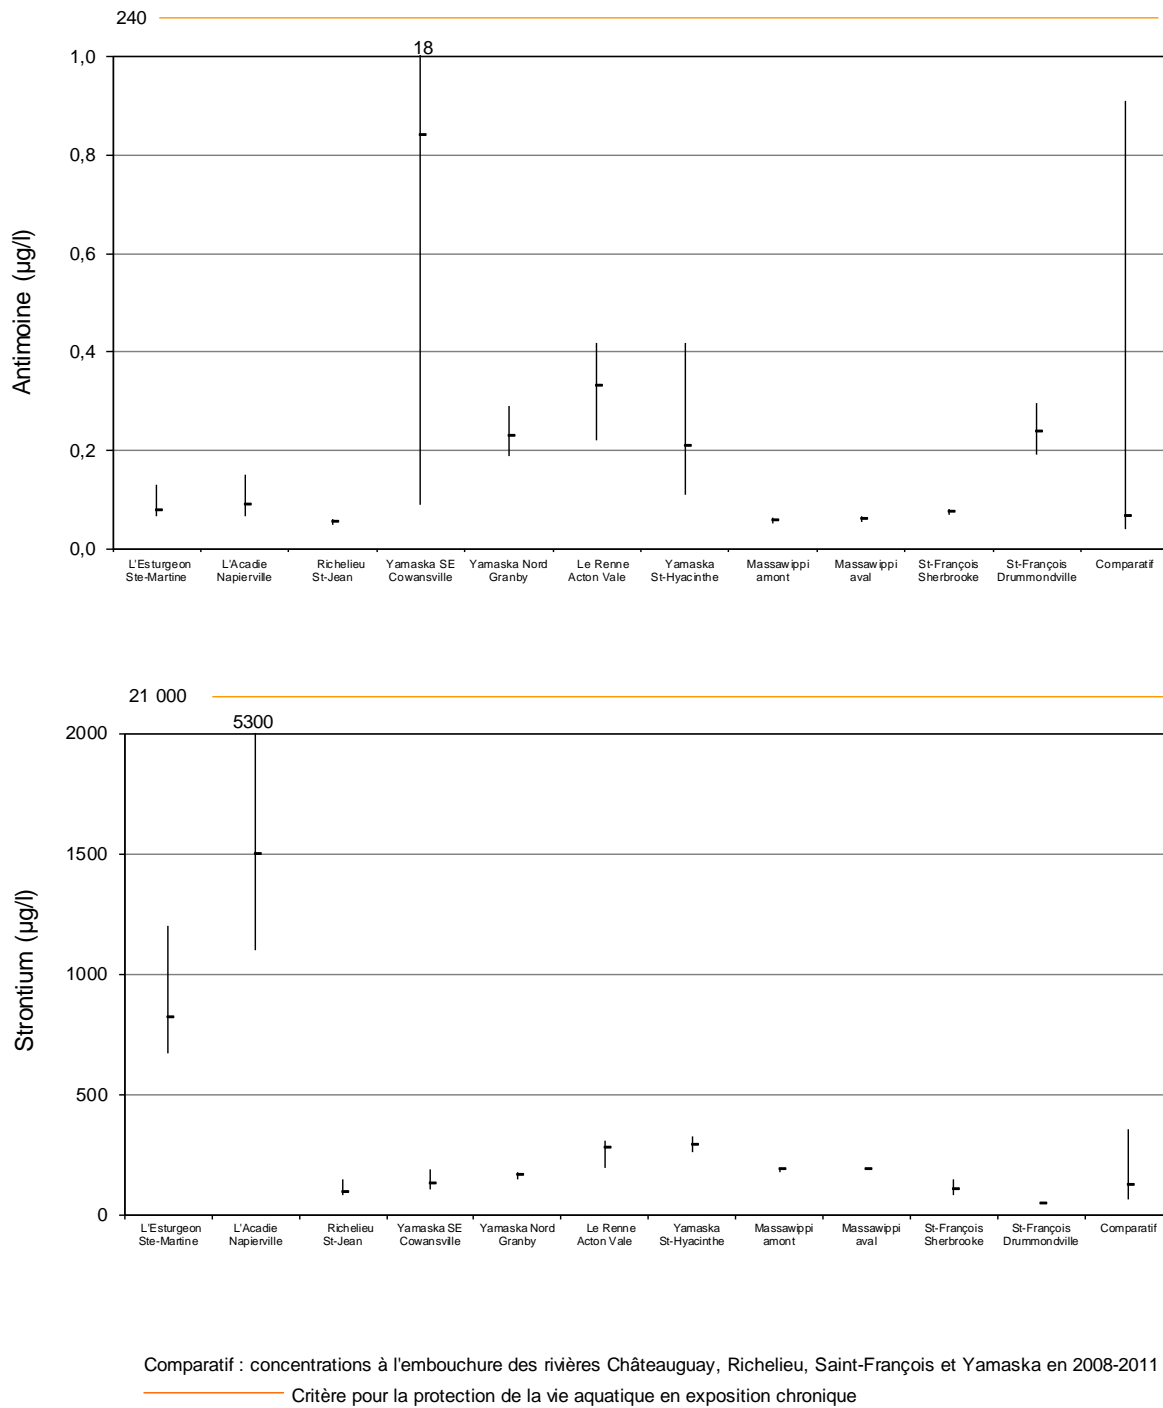 240
18
1,0
0,8
0,6
0,4
0,2
0,0
Antimoine (µg/l)
L'Esturgeon Ste-Martine
L'Acadie Napierville
Richelieu St-Jean
Yamaska SE Cowansville
Yamaska Nord Granby
Le Renne Acton Vale
Yamaska St-Hyacinthe
Massawippi amont
Massawippi aval
St-François Sherbrooke
St-François Drummondville
Comparatif
21 000
5300
2000
1500
1000
500
0
Strontium (µg/l)
L'Esturgeon Ste-Martine
L'Acadie Napierville
Richelieu St-Jean
Yamaska SE Cowansville
Yamaska Nord Granby
Le Renne Acton Vale
Yamaska St-Hyacinthe
Massawippi amont
Massawippi aval
St-François Sherbrooke
St-François Drummondville
Comparatif
Comparatif : concentrations à l'embouchure des rivières Châteauguay, Richelieu, Saint-François et Yamaska en 2008-2011
Critère pour la protection de la vie aquatique en exposition chronique